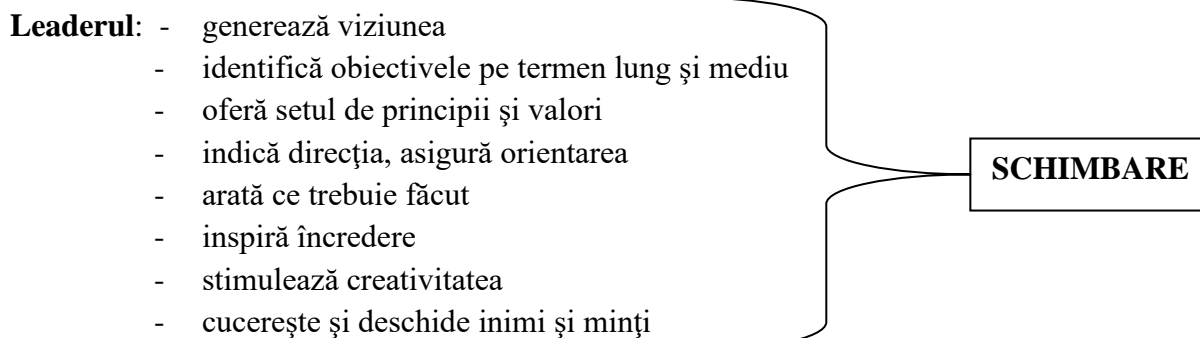 Leaderul: - generează viziunea
- identifică obiectivele pe termen lung şi mediu
- oferă setul de principii şi valori
- indică direcţia, asigură orientarea
SCHIMBARE
- arată ce trebuie făcut
- inspiră încredere
- stimulează creativitatea
- cucereşte şi deschide inimi şi minţi